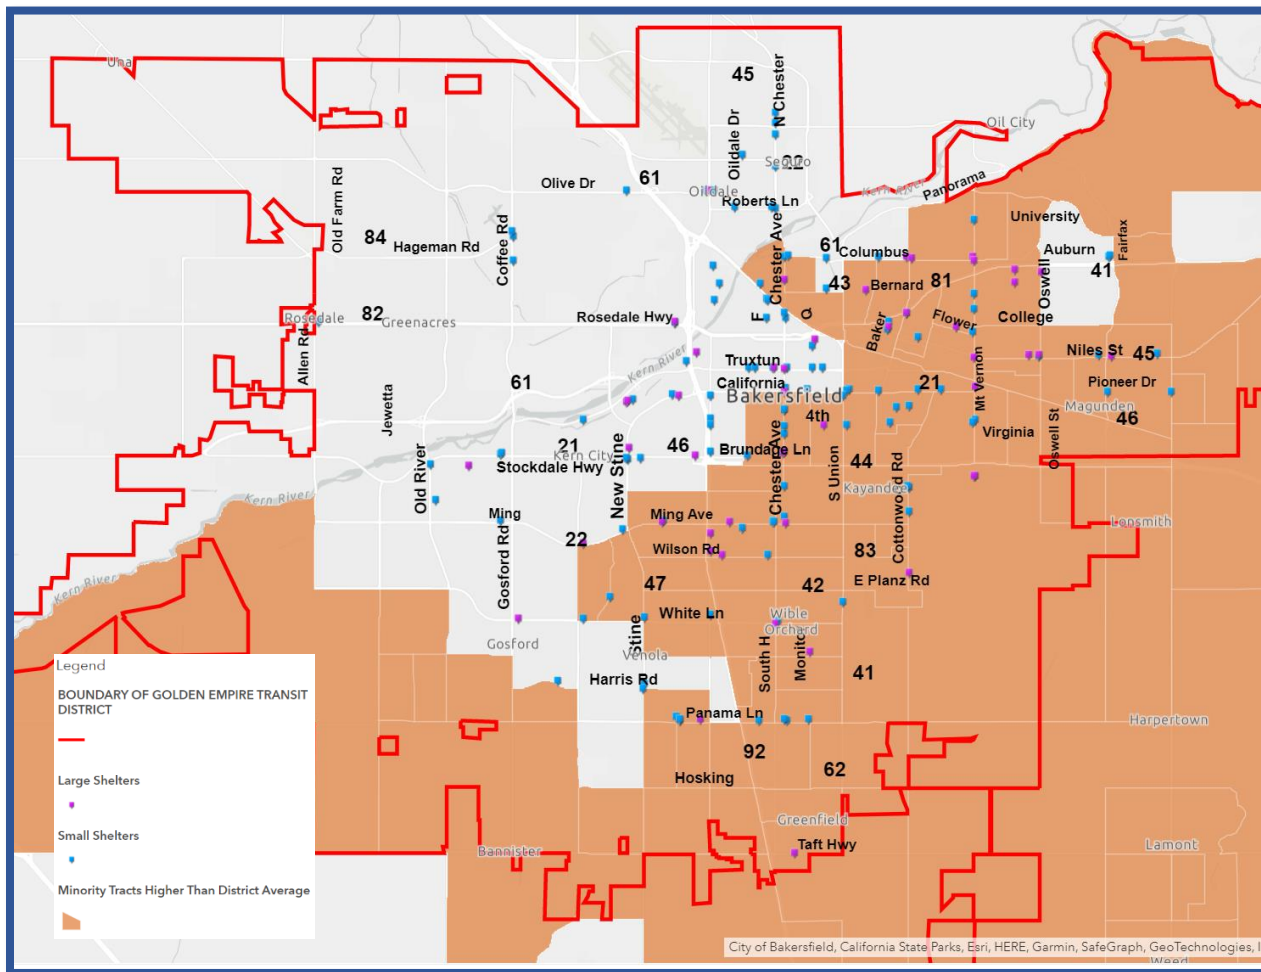 Una
45
N Chester
Oil City
Oildale Dr
Seguro
Olive Dr
61
Oildale
Kern River
Panorama
Roberts Ln
Old Farm Rd
84
Hageman Rd
Coffee Rd
Chester Ave
61
Columbus
University
Auburn
Fairfax
41
43
Bernard
81
Oswell
Rosedale
82
Greenacres
Rosedale Hwy
F
Q
Baker
Flower
College
Allen Rd
Kern River
Truxtun
Niles St
45
61
California
Bakersfield
21
Mt Vernon
Pioneer Dr
Magunden
46
Jewetta
4th
Virginia
Oswell St
21
Kern City
46
Brundage Ln
Stockdale Hwy
Old River
New Stine
Chester Ave
S Union
44
Kayandee
Cottonwood Rd
Kern River
Ming
Ming Ave
Lonsmith
22
Wilson Rd
83
Gosford Rd
E Planz Rd
Kern River
47
42
White Ln
Wible
Orchard
Gosford
Stine
Venola
South H
Monitor
Harris Rd
41
Panama Ln
Harpertown
92
62
Hosking
Greenfield
Taft Hwy
Bannister
Lamont
Legend
BOUNDARY OF GOLDEN EMPIRE TRANSIT
DISTRICT
Large Shelters
Small Shelters
Minority Tracts Higher Than District Average
City of Bakersfield, California State Parks, Esri, HERE, Garmin, SafeGraph, GeoTechnologies, I
Weed